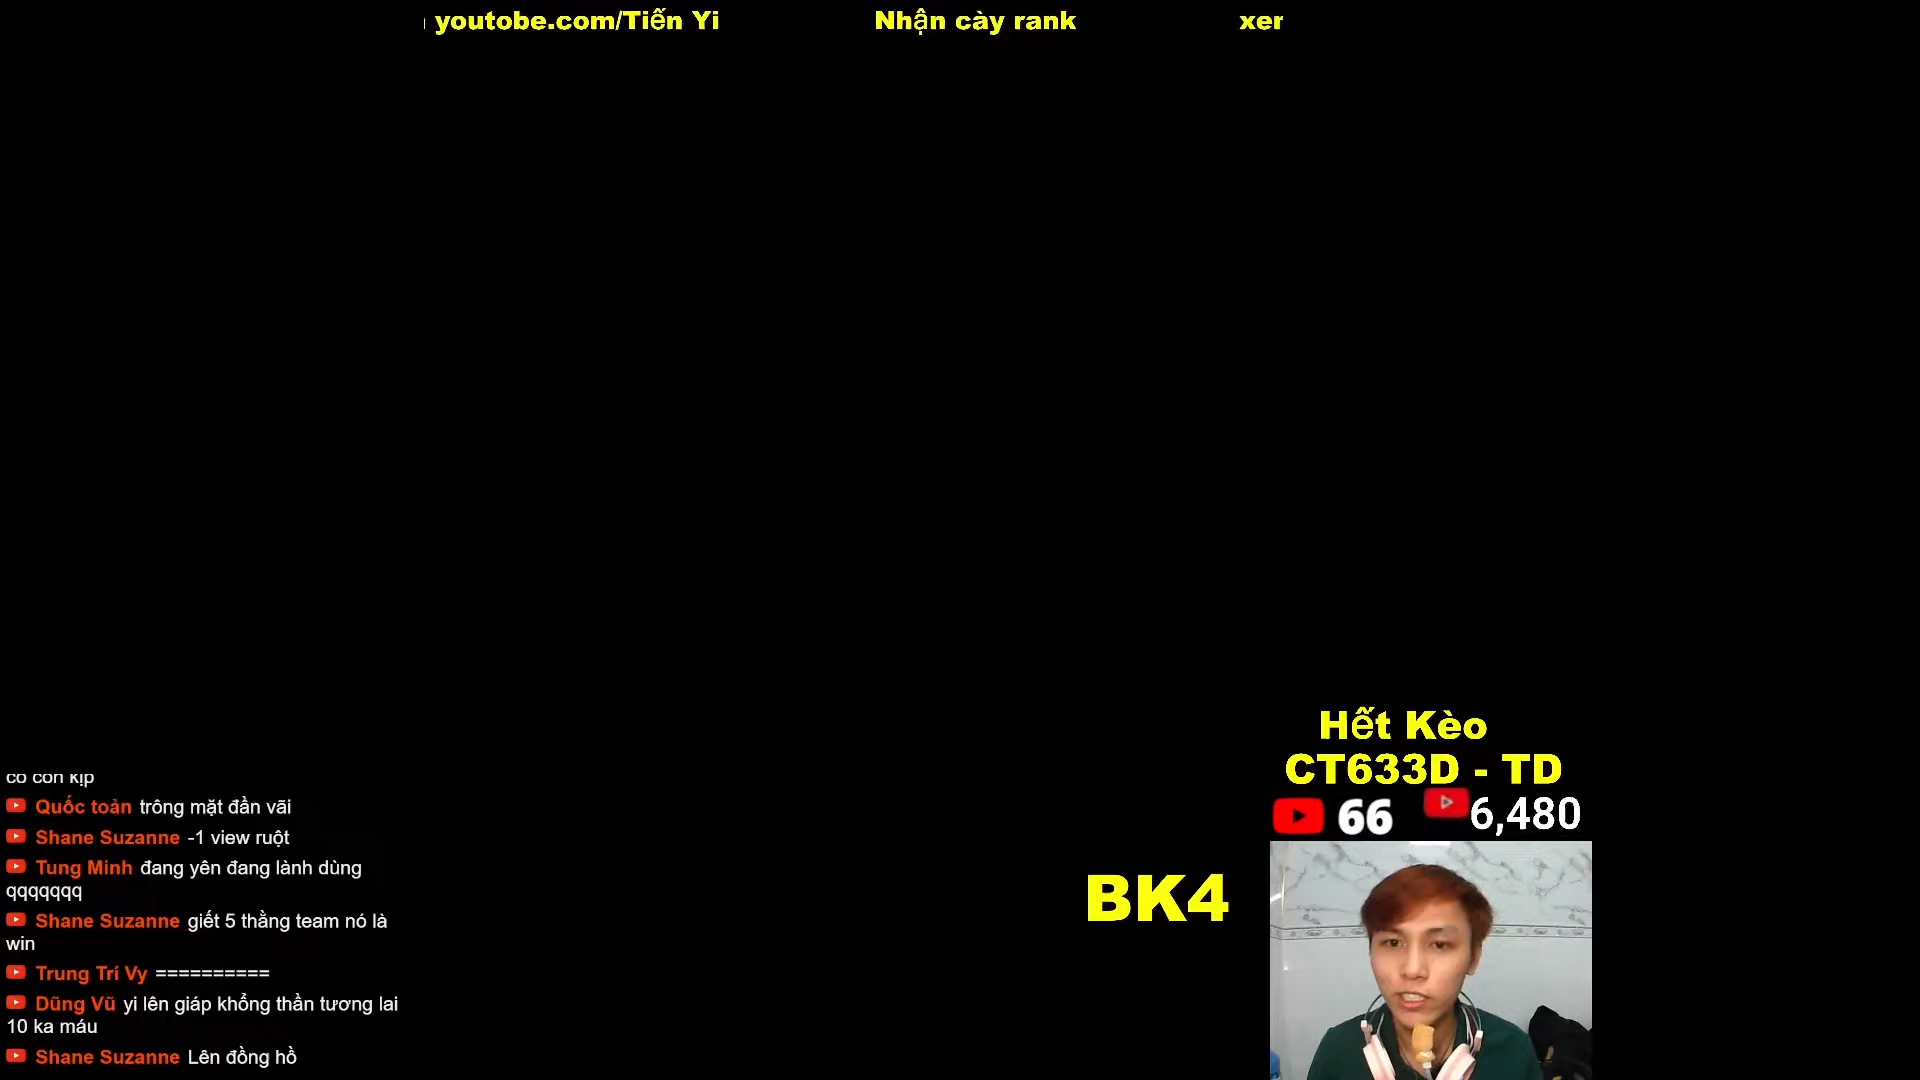 youtobe.com/Tiến Yi Nhận cày rank xer
Hết Kèo
CT633D - TD
66 6,480
BK4
co con kịp
Quốc toản trông mặt đần vãi
Shane Suzanne -1 view ruột
Tung Minh đang yên đang lành dùng
qqqqqqq
Shane Suzanne giết 5 thằng team nó là
win
Trung Trí Vy ==========
Dũng Vũ yi lên giáp khổng thần tương lai
10 ka máu
Shane Suzanne Lên đồng hồ